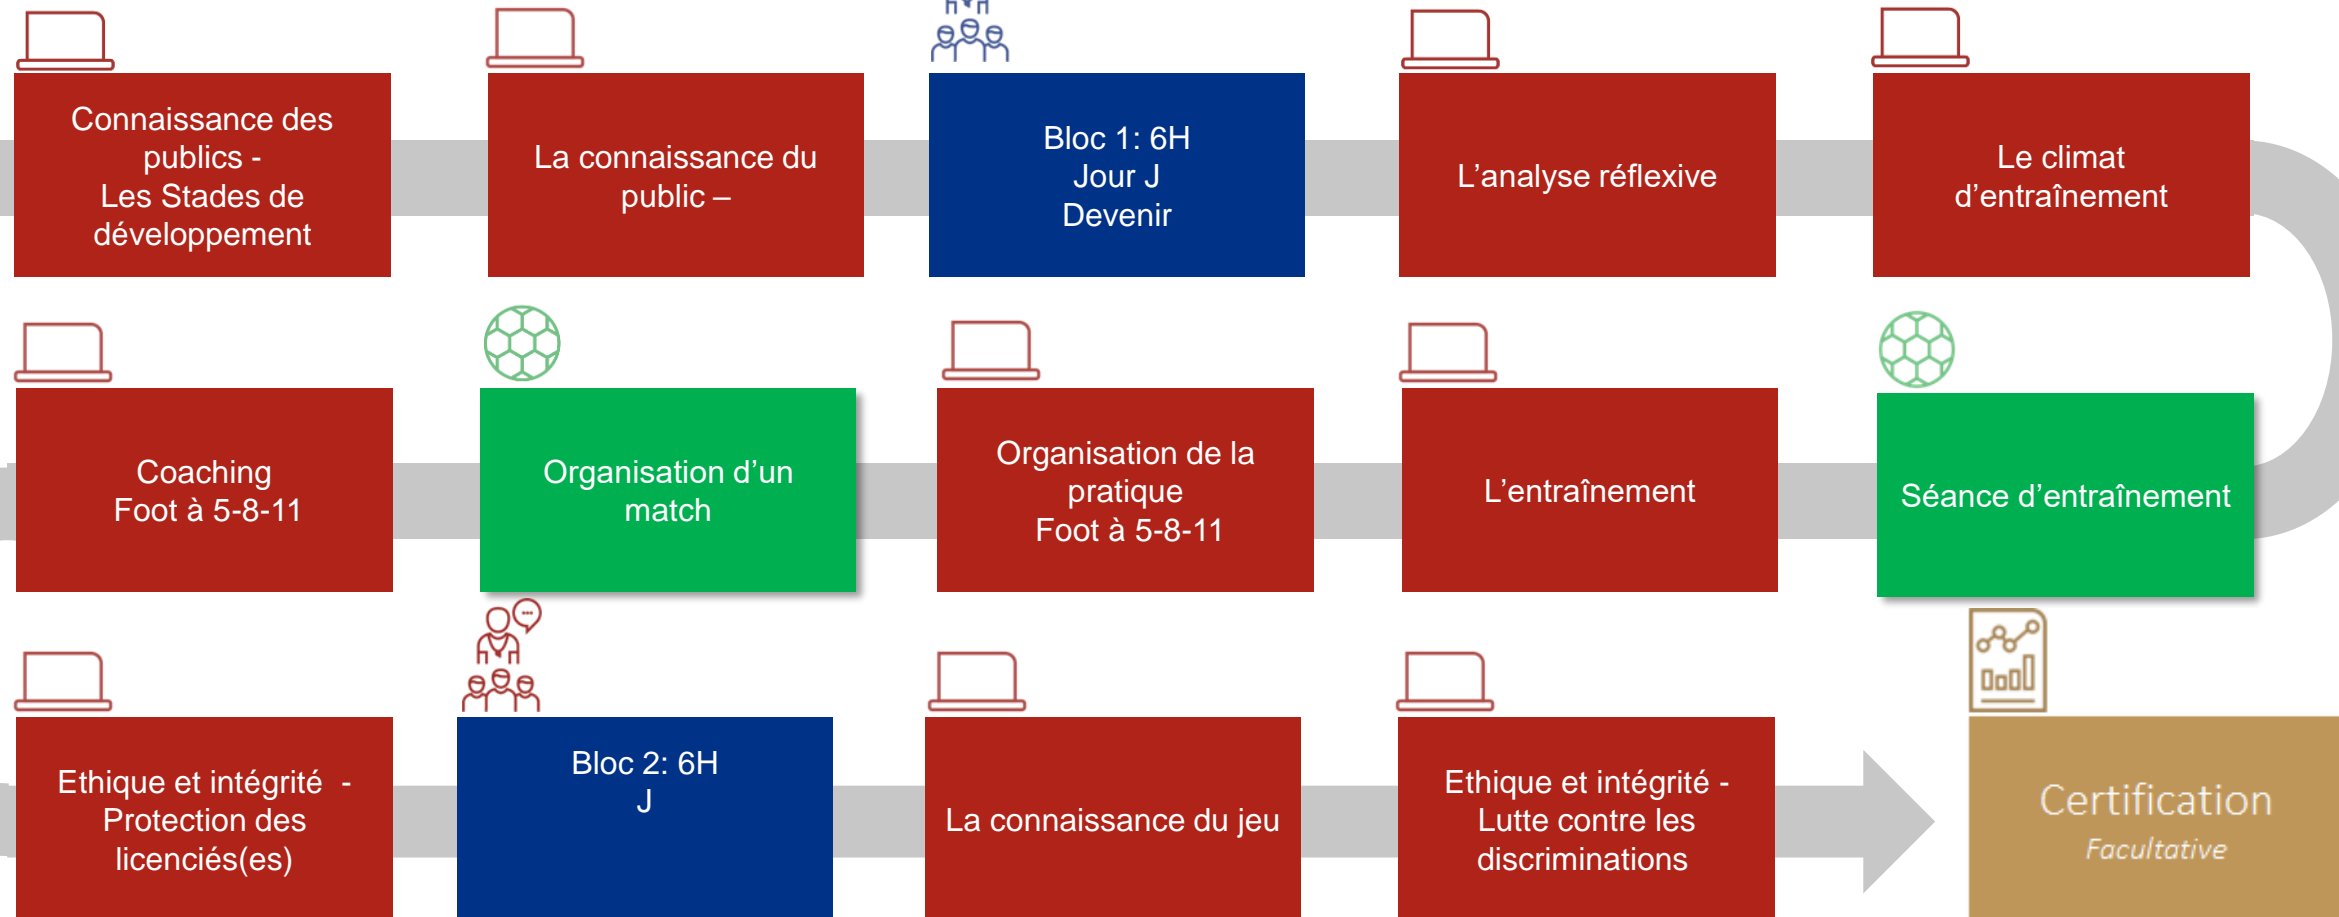 Connaissance des
publics -
Les Stades de
développement
La connaissance du
public –
Bloc 1: 6H
Jour J
Devenir
L’analyse réflexive
Le climat
d’entraînement
Coaching
Foot à 5-8-11
Organisation d’un
match
Organisation de la
pratique
Foot à 5-8-11
L’entraînement
Séance d’entraînement
Ethique et intégrité -
Protection des
licenciés(es)
Bloc 2: 6H
J
La connaissance du jeu
Ethique et intégrité -
Lutte contre les
discriminations
Certification
Facultative